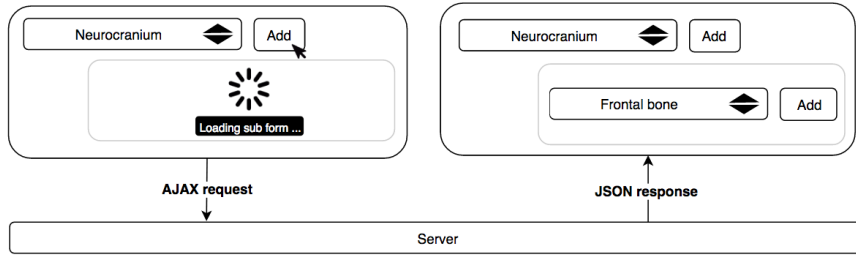 Neurocranium
Add
Loading sub form ...
Neurocranium
Add
Frontal bone
Add
AJAX request
JSON response
Server